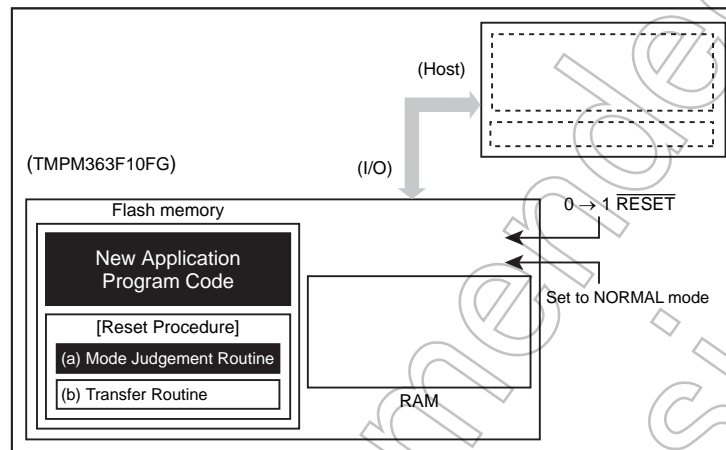 (Host)
(I/O)
(TMPM363F10FG)
0 → 1 RESET
Set to NORMAL mode
Flash memory
New Application
Program Code
[Reset Procedure]
(a) Mode Judgement Routine
(b) Transfer Routine
RAM